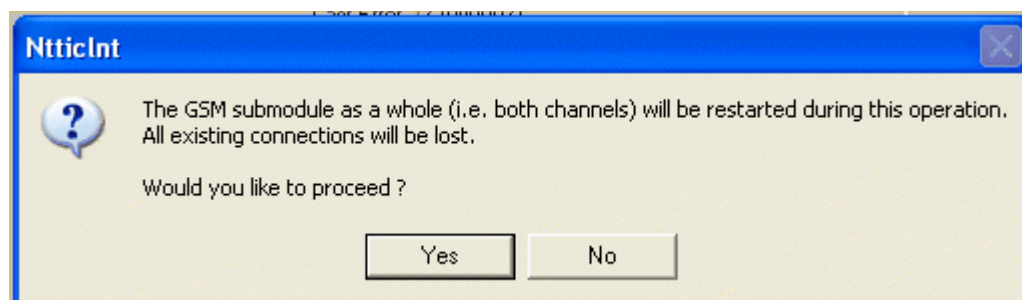 NtticInt
The GSM submodule as a whole (i.e. both channels) will be restarted during this operation.
All existing connections will be lost.
Would you like to proceed ?
Yes No